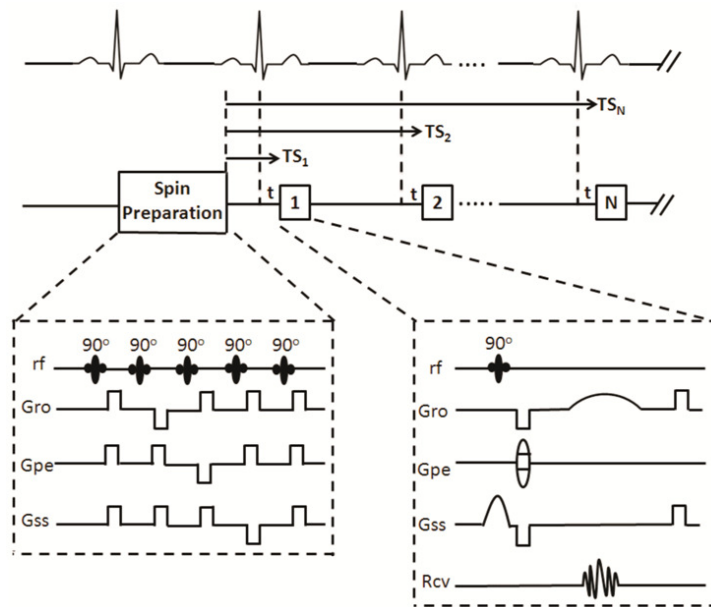 TS_N
TS_2
TS_1
Spin
Preparation
t 1 t 2 t N
90° 90° 90° 90° 90°
rf
Gro
Gpe
Gss
90°
rf
Gro
Gpe
Gss
Rcv